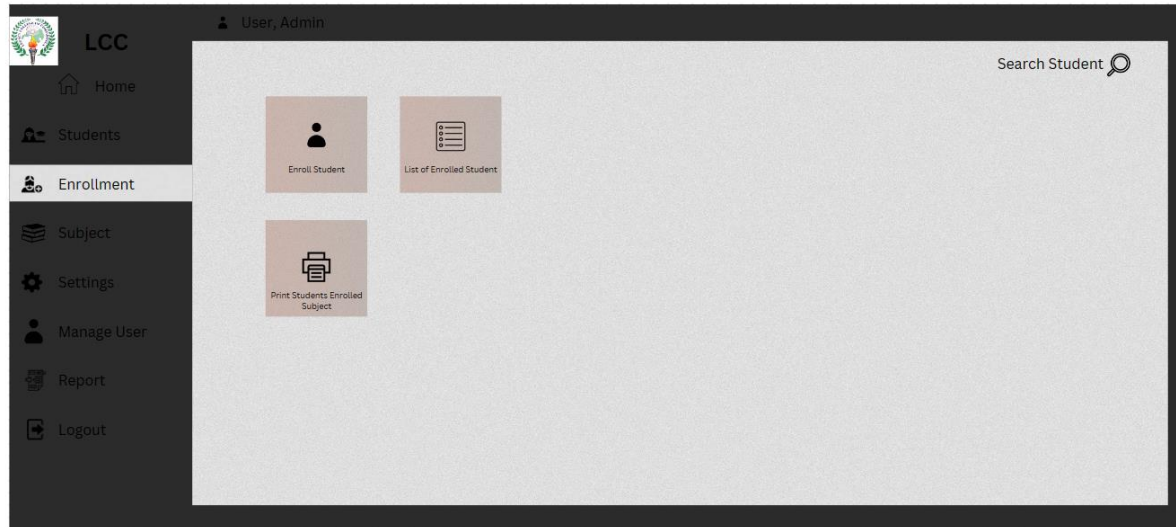 User, Admin
LCC
Search Student
Home
Students
Enrollment
Subject
Settings
Manage User
Report
Logout
Enroll Student
List of Enrolled Student
Print Students Enrolled
Subject